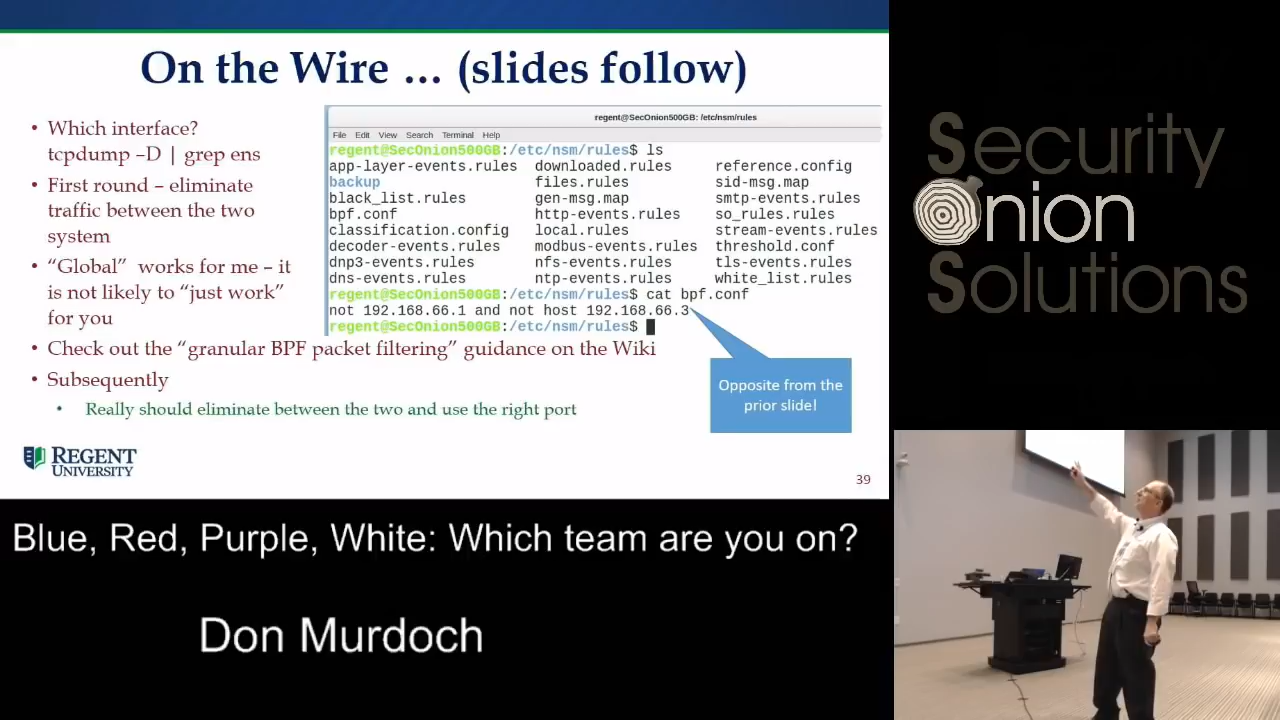 On the Wire … (slides follow)
• Which interface?
tcpdump –D | grep ens
• First round – eliminate
traffic between the two
system
• “Global” works for me – it
is not likely to “just work”
for you
• Check out the “granular BPF packet filtering” guidance on the Wiki
• Subsequently
• Really should eliminate between the two and use the right port
regent@SecOnion500GB: /etc/nsm/rules
File Edit View Search Terminal Help
regent@SecOnion500GB:/etc/nsm/rules$ ls
app-layer-events.rules downloaded.rules reference.config
backup files.rules sid-msg.map
black_list.rules gen-msg.map smtp-events.rules
bpf.conf http-events.rules so_rules.rules
classification.config local.rules stream-events.rules
decoder-events.rules modbus-events.rules threshold.conf
dnp3-events.rules nfs-events.rules tls-events.rules
dns-events.rules ntp-events.rules white_list.rules
regent@SecOnion500GB:/etc/nsm/rules$ cat bpf.conf
not 192.168.66.1 and not host 192.168.66.3
regent@SecOnion500GB:/etc/nsm/rules$
Opposite from the
prior slide!
REGENT
UNIVERSITY
39
Security
Onion
Solutions
Blue, Red, Purple, White: Which team are you on?
Don Murdoch